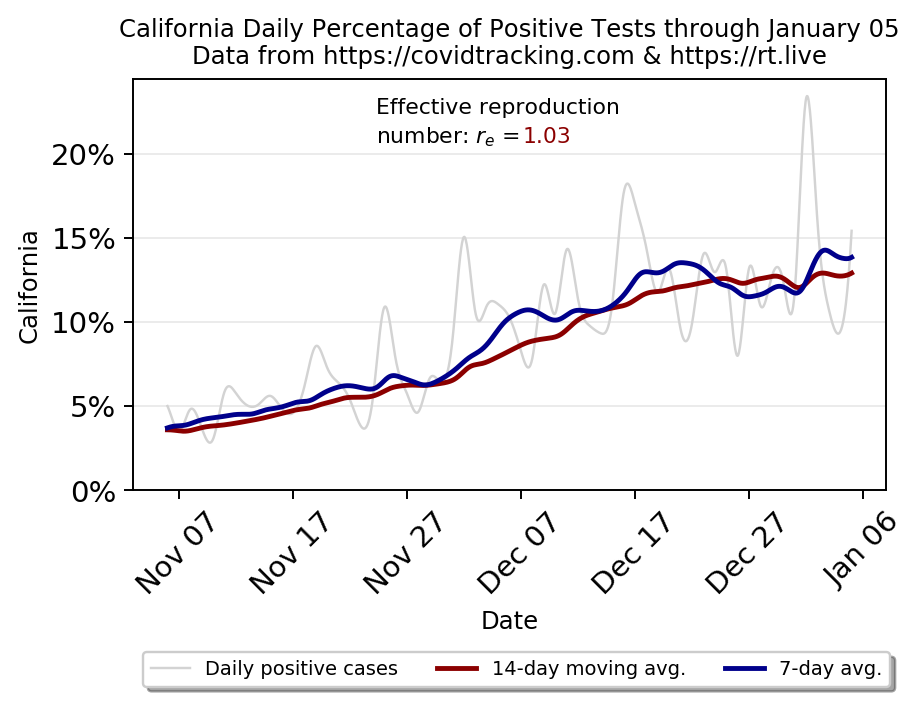 California Daily Percentage of Positive Tests through January 05
Data from https://covidtracking.com & https://rt.live
Effective reproduction
number: rₑ =1.03
20%
15%
10%
5%
0%
California
Nov 07
Nov 17
Nov 27
Dec 07
Dec 17
Dec 27
Jan 06
Date
Daily positive cases
14-day moving avg.
7-day avg.